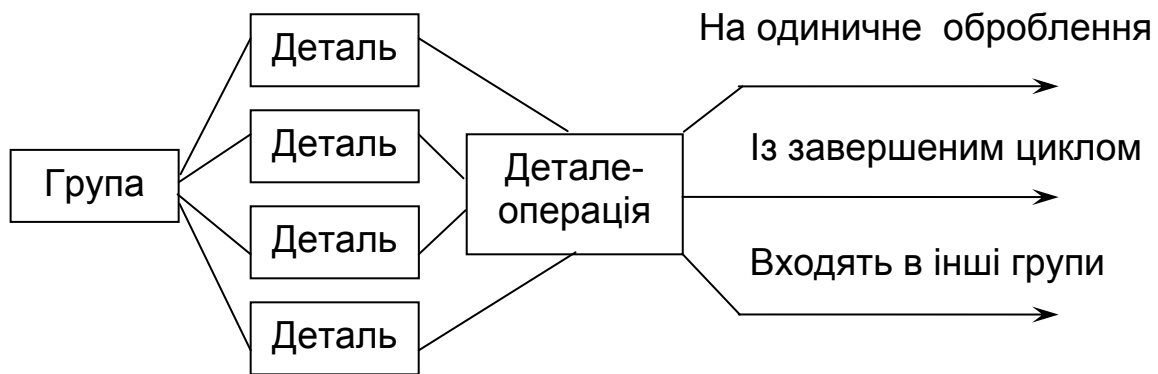 На одиничне оброблення
Деталь
Деталь
Деталь
Деталь
Група
Детале-
операція
Із завершеним циклом
Входять в інші групи